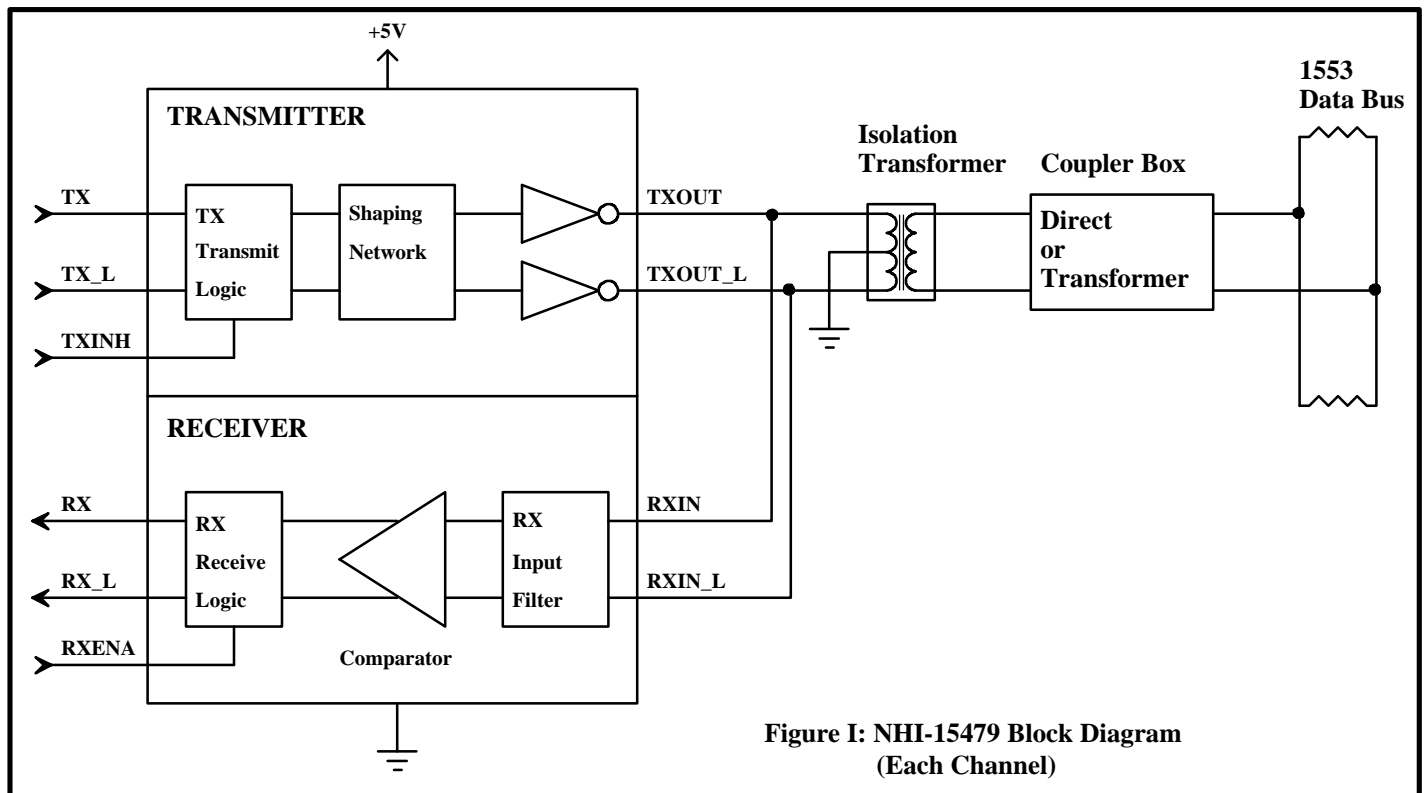 +5V
1553
Data Bus
TRANSMITTER
Isolation
Transformer
Coupler Box
TX
TX_L
TXINH
TX
Transmit
Logic
Shaping
Network
TXOUT
TXOUT_L
Direct
or
Transformer
RECEIVER
RX
RX_L
RXENA
RX
Receive
Logic
Comparator
RX
Input
Filter
RXIN
RXIN_L
Figure I: NHI-15479 Block Diagram
(Each Channel)